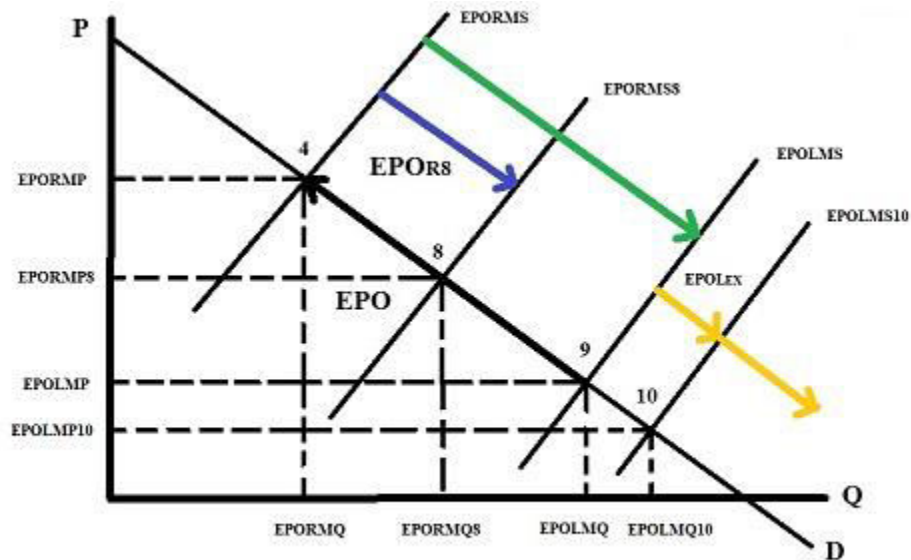 P
EPORMS
EPORMS8
4
EPOLMS
EPOR8
EPORMP
EPOLMS10
8
EPORMP8
EPOLEX
EPO
9
EPOLMP
10
EPOLMP10
Q
EPORMQ
EPORMQ8
EPOLMQ
EPOLMQ10
D